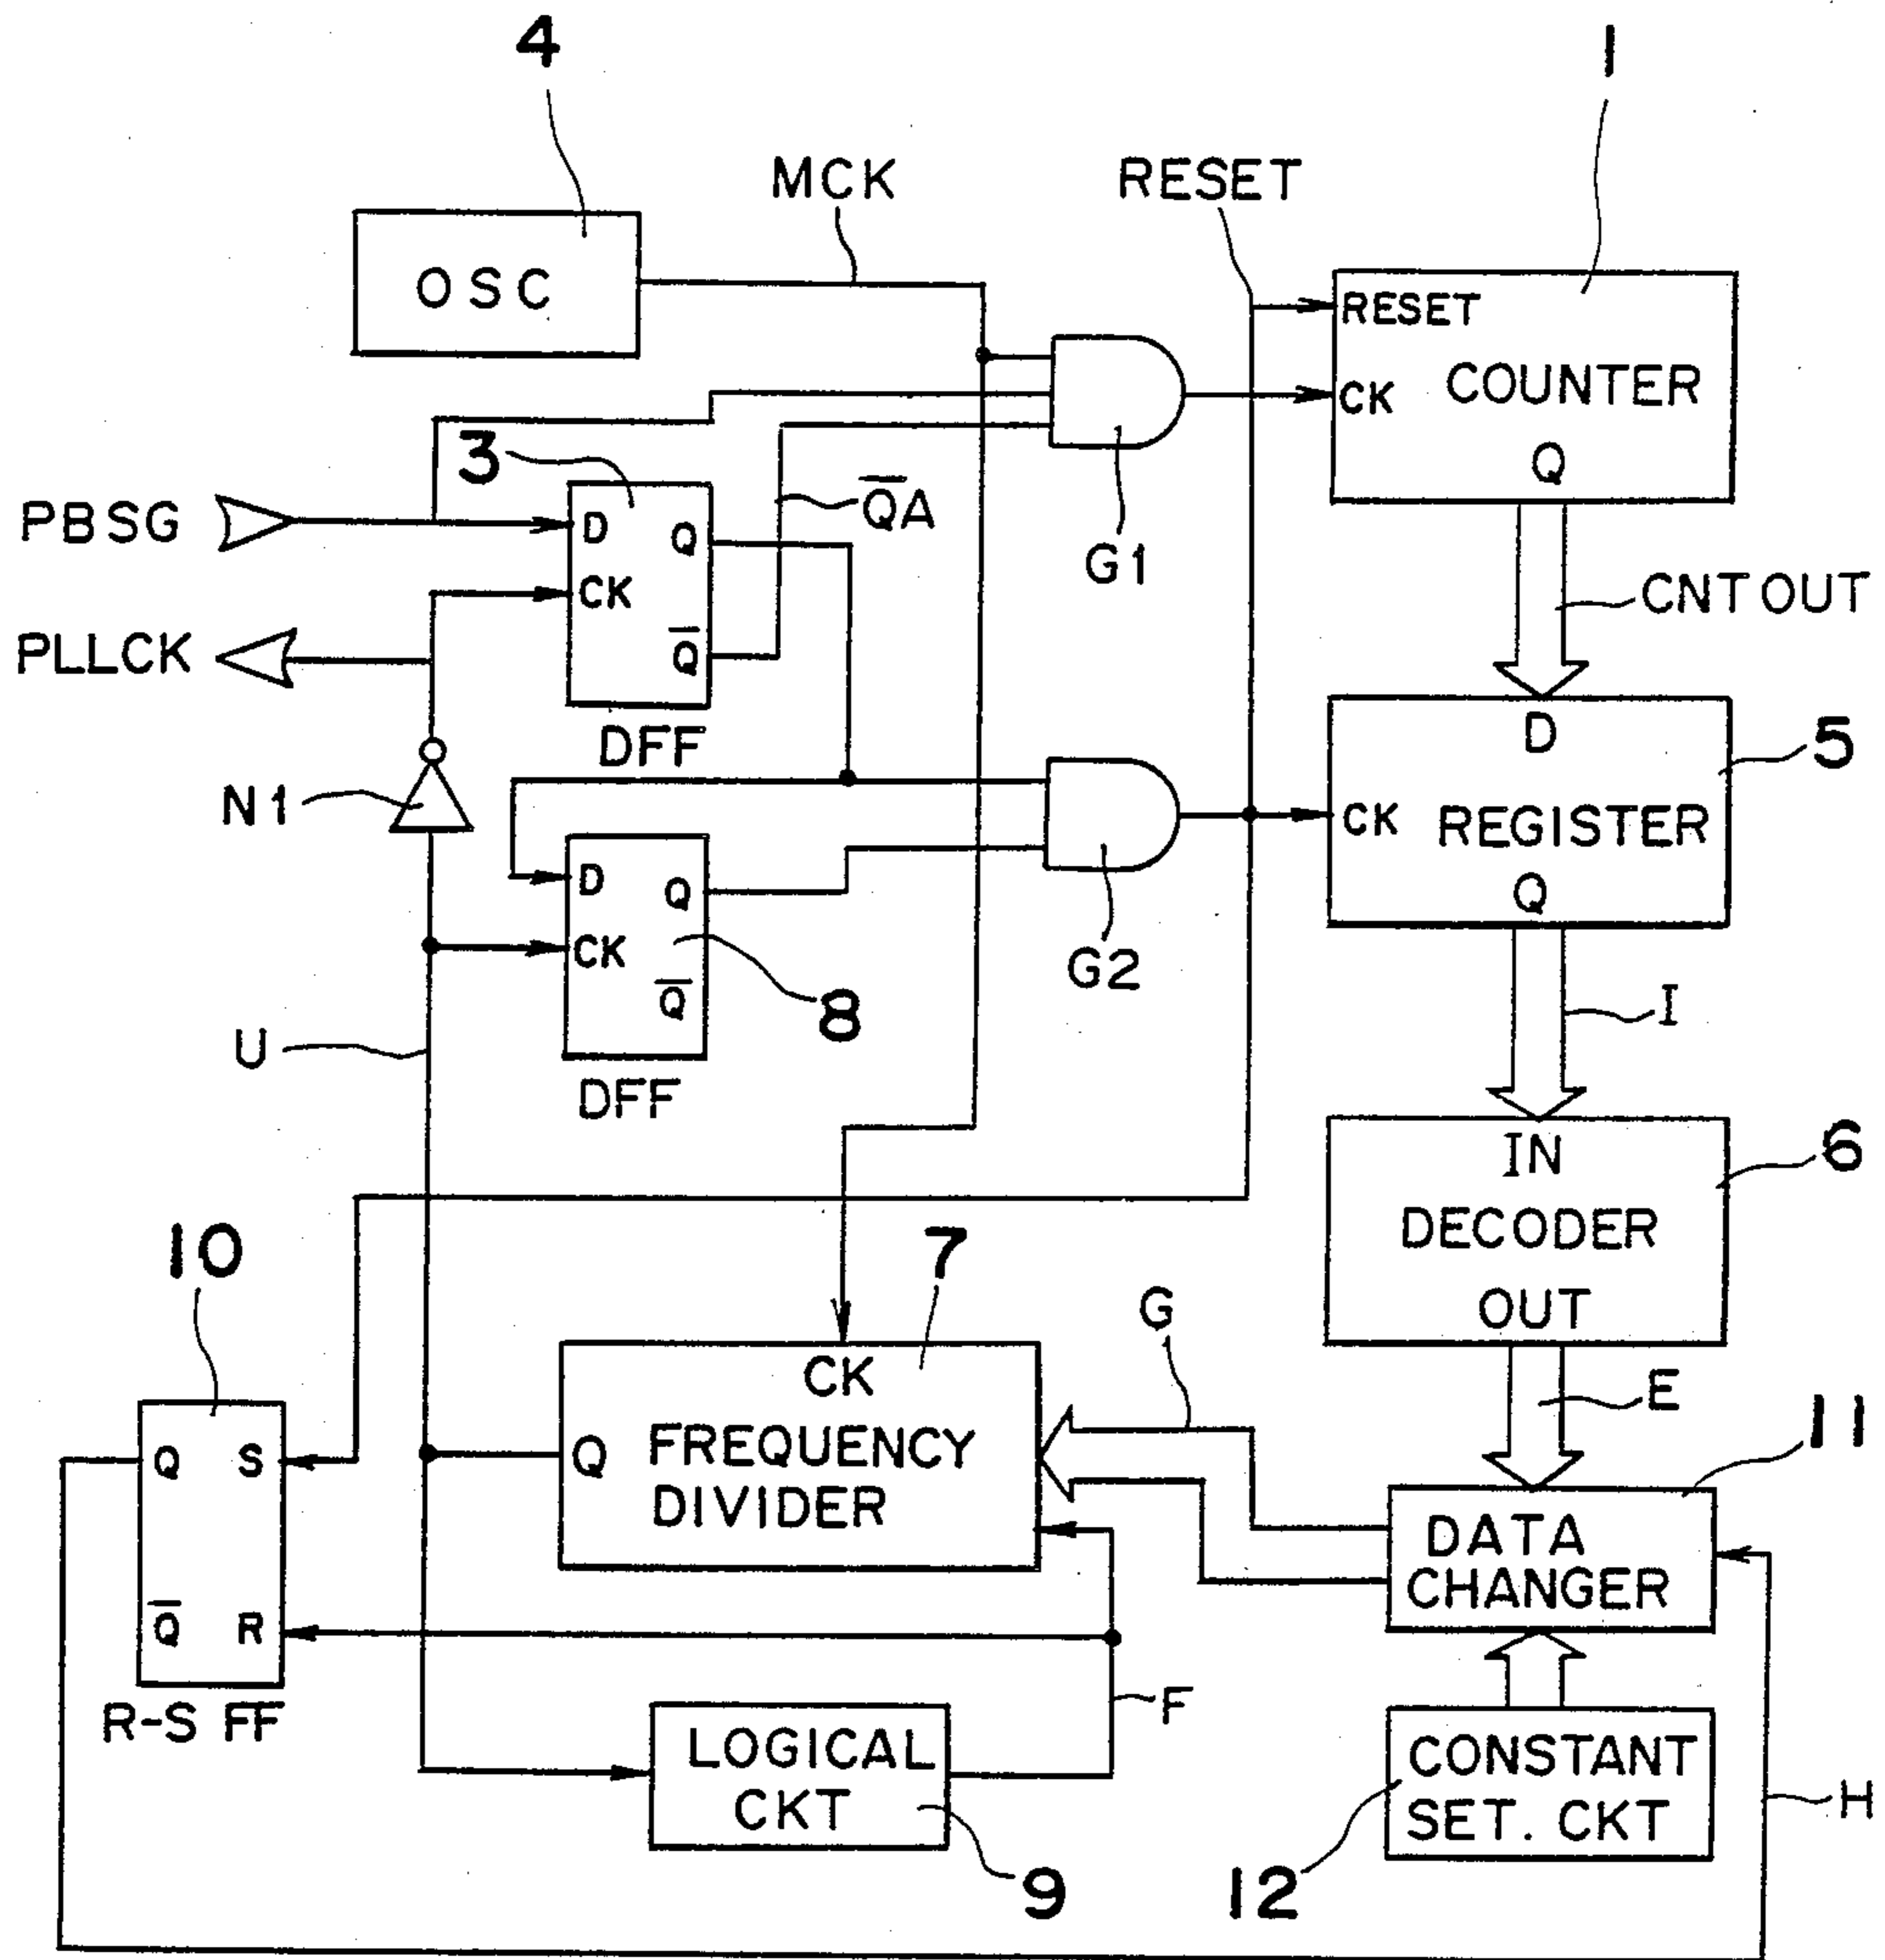 4
1
MCK
RESET
OSC
RESET
COUNTER
CK
Q
3
PBSG
D
Q
Q̅A
G1
CK
CNT OUT
PLLCK
Q̅
DFF
D
5
N1
CK
REGISTER
D
Q
Q
CK
G2
Q̅
8
I
U
DFF
IN
6
DECODER
10
7
OUT
G
CK
E
11
Q
S
Q
FREQUENCY
DIVIDER
DATA
CHANGER
Q̅
R
F
R-S FF
LOGICAL
CKT
CONSTANT
SET. CKT
H
9
12